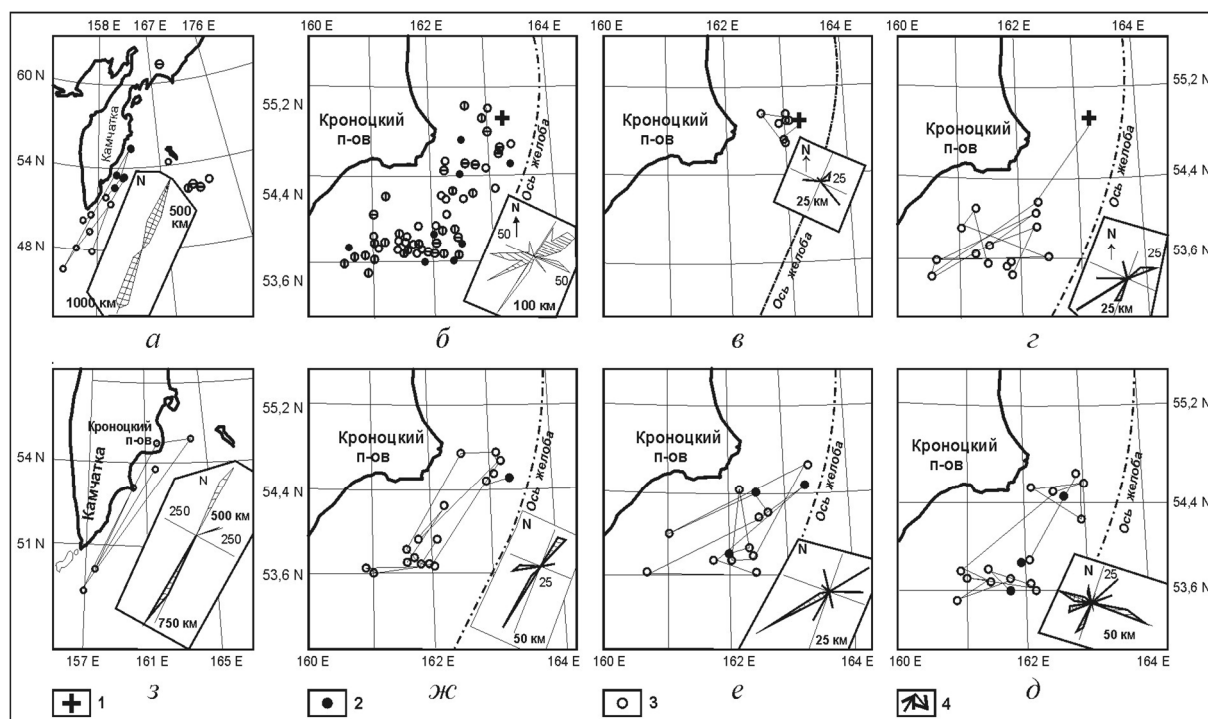 158 E 167 E 176 E
60 N
54 N
48 N
Камчатка
N
500
км
1000 км
а
160 E 162 E 164 E
55,2 N
54,4 N
53,6 N
Кроноцкий
п-ов
Ось желоба
N
50
50
100 км
б
160 E 162 E 164 E
Кроноцкий
п-ов
Ось желоба
N
25
25 км
в
160 E 162 E 164 E
55,2 N
54,4 N
53,6 N
Кроноцкий
п-ов
Ось желоба
N
25
25 км
г
54 N
51 N
Кроноцкий
п-ов
Камчатка
N
250
500 км
250
750 км
157 E 161 E 165 E
з
55,2 N
54,4 N
53,6 N
Кроноцкий
п-ов
Ось желоба
N
25
50 км
160 E 162 E 164 E
ж
Кроноцкий
п-ов
Ось желоба
N
25 км
160 E 162 E 164 E
е
55,2 N
54,4 N
53,6 N
Кроноцкий
п-ов
Ось желоба
N
25
50 км
160 E 162 E 164 E
д
1 2 3 4